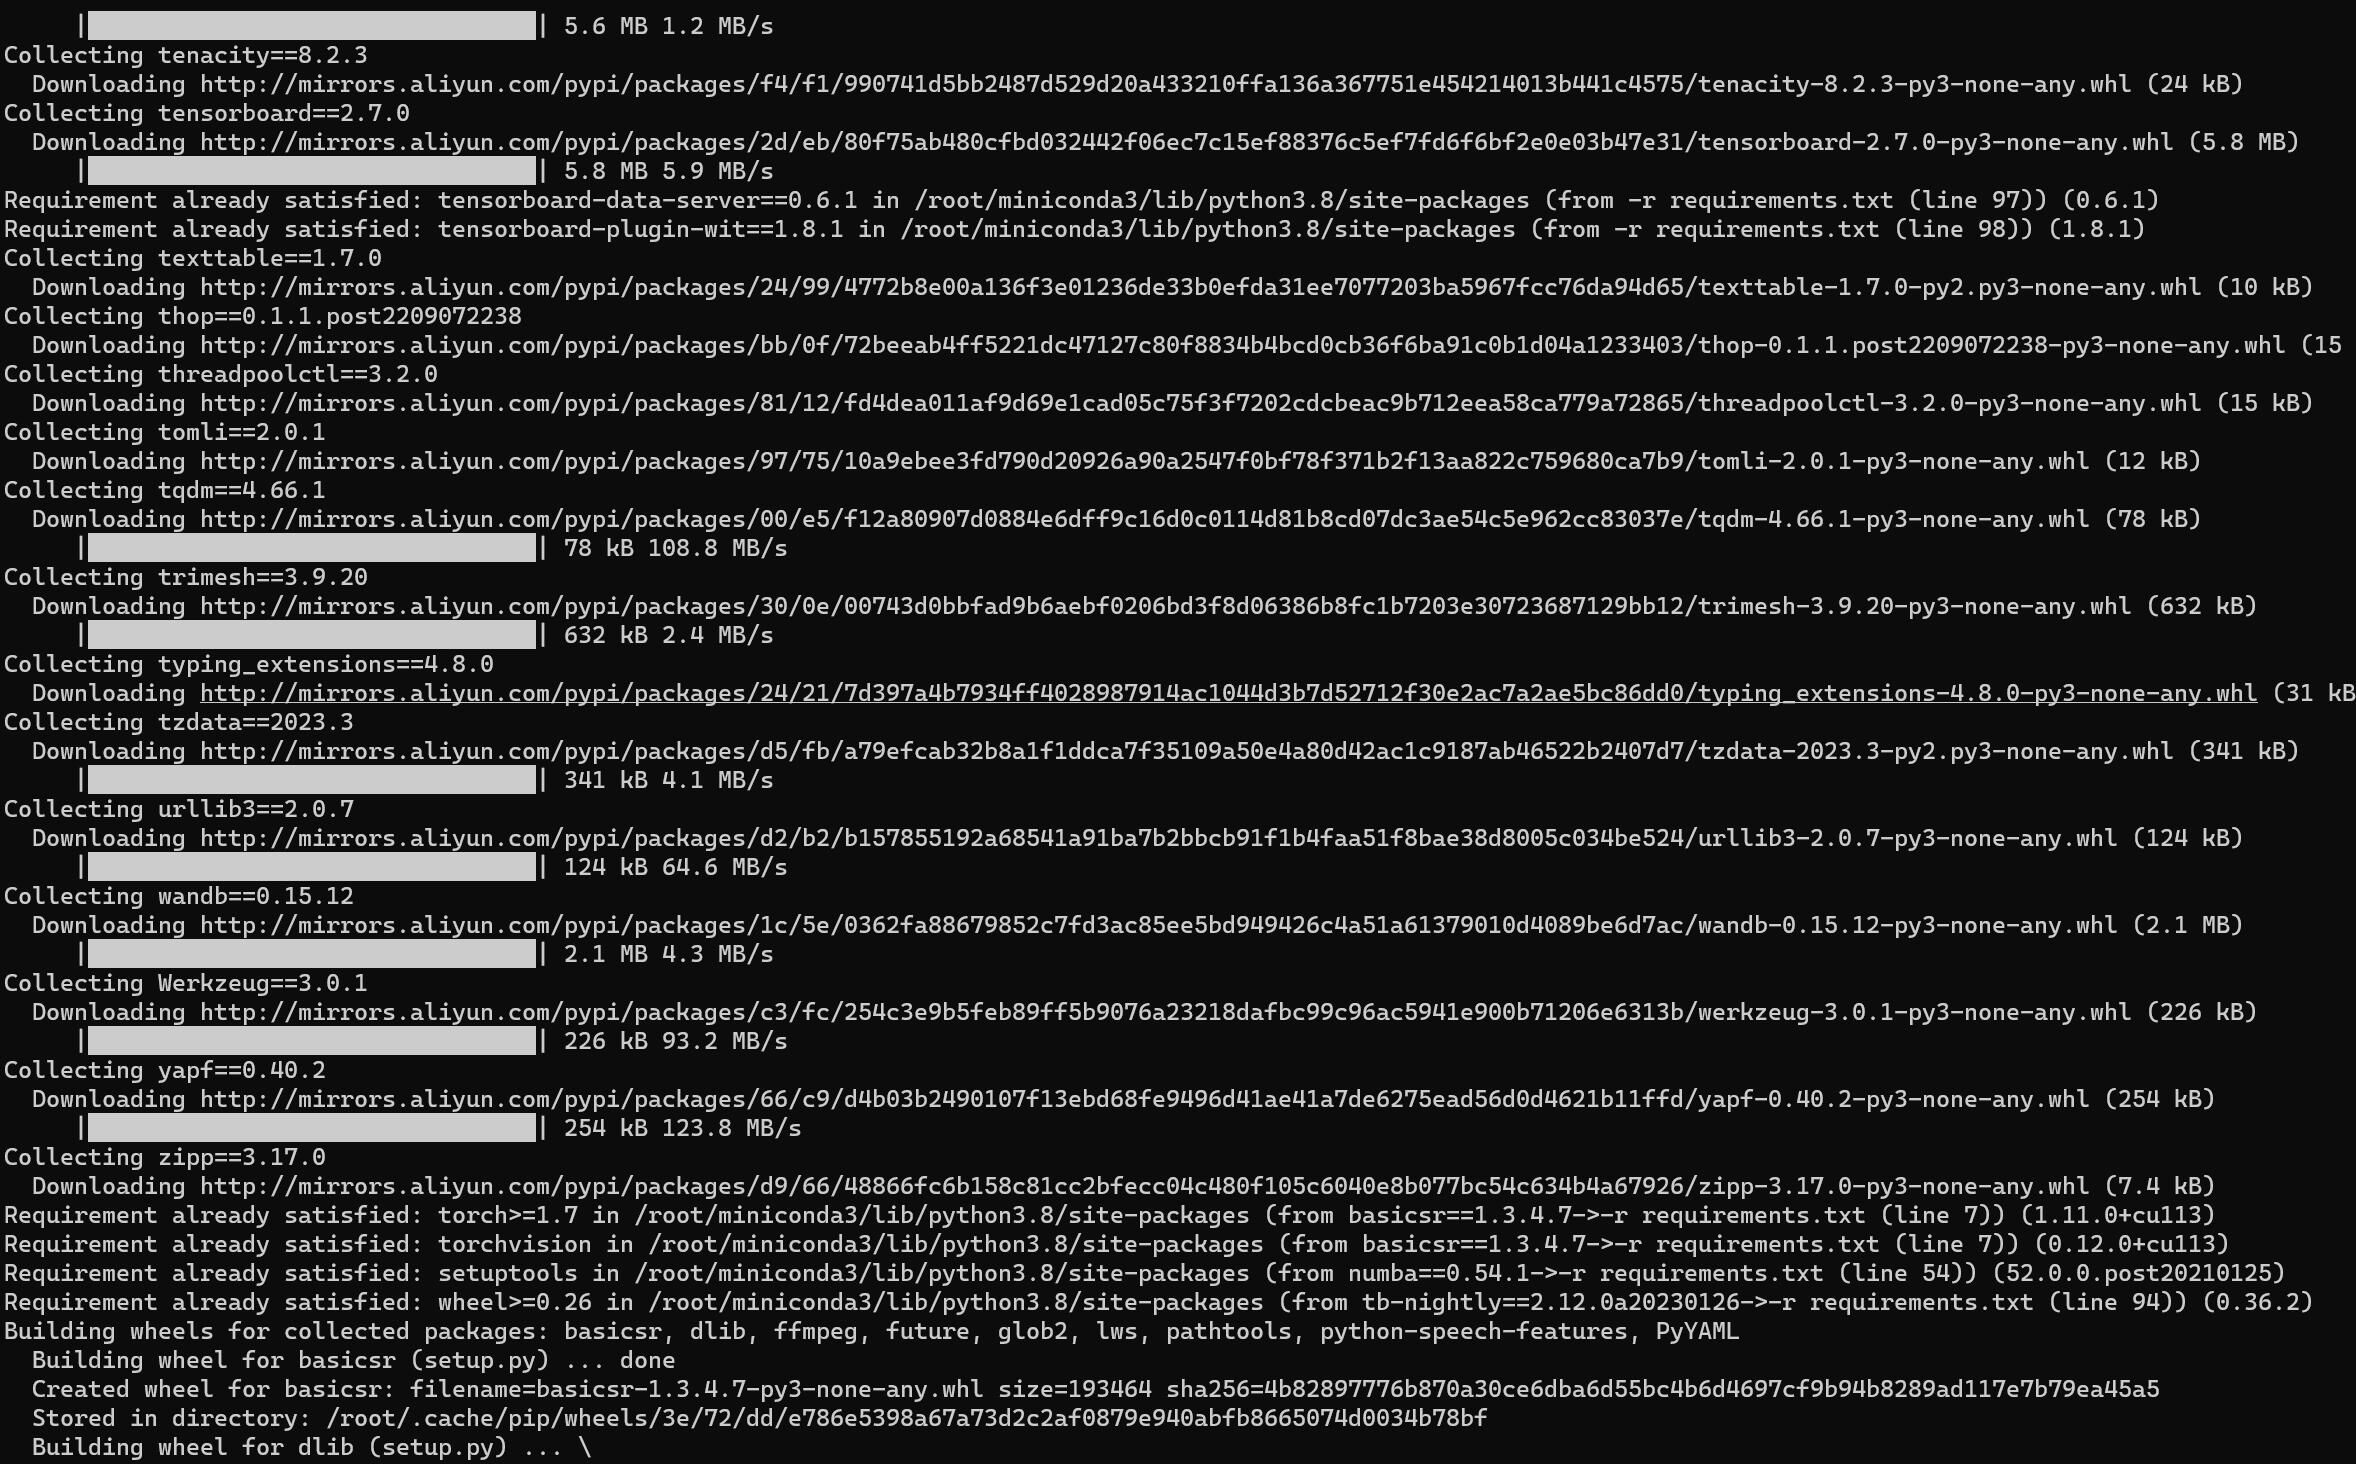 | 5.6 MB 1.2 MB/s
Collecting tenacity==8.2.3
Downloading http://mirrors.aliyun.com/pypi/packages/f4/f1/990741d5bb2487d529d20a433210ffa136a367751e454214013b441c4575/tenacity-8.2.3-py3-none-any.whl (24 kB)
Collecting tensorboard==2.7.0
Downloading http://mirrors.aliyun.com/pypi/packages/2d/eb/80f75ab480cfbd032442f06ec7c15ef88376c5ef7fd6f6bf2e0e03b47e31/tensorboard-2.7.0-py3-none-any.whl (5.8 MB)
| 5.8 MB 5.9 MB/s
Requirement already satisfied: tensorboard-data-server==0.6.1 in /root/miniconda3/lib/python3.8/site-packages (from -r requirements.txt (line 97)) (0.6.1)
Requirement already satisfied: tensorboard-plugin-wit==1.8.1 in /root/miniconda3/lib/python3.8/site-packages (from -r requirements.txt (line 98)) (1.8.1)
Collecting texttable==1.7.0
Downloading http://mirrors.aliyun.com/pypi/packages/24/99/4772b8e00a136f3e01236de33b0efda31ee7077203ba5967fcc76da94d65/texttable-1.7.0-py2.py3-none-any.whl (10 kB)
Collecting thop==0.1.1.post2209072238
Downloading http://mirrors.aliyun.com/pypi/packages/bb/0f/72beeab4ff5221dc47127c80f8834b4bcd0cb36f6ba91c0b1d04a1233403/thop-0.1.1.post2209072238-py3-none-any.whl (15
Collecting threadpoolctl==3.2.0
Downloading http://mirrors.aliyun.com/pypi/packages/81/12/fd4dea011af9d69e1cad05c75f3f7202cdcbeac9b712eea58ca779a72865/threadpoolctl-3.2.0-py3-none-any.whl (15 kB)
Collecting tomli==2.0.1
Downloading http://mirrors.aliyun.com/pypi/packages/97/75/10a9ebee3fd790d20926a90a2547f0bf78f371b2f13aa822c759680ca7b9/tomli-2.0.1-py3-none-any.whl (12 kB)
Collecting tqdm==4.66.1
Downloading http://mirrors.aliyun.com/pypi/packages/00/e5/f12a80907d0884e6dff9c16d0c0114d81b8cd07dc3ae54c5e962cc83037e/tqdm-4.66.1-py3-none-any.whl (78 kB)
| 78 kB 108.8 MB/s
Collecting trimesh==3.9.20
Downloading http://mirrors.aliyun.com/pypi/packages/30/0e/00743d0bbfad9b6aebf0206bd3f8d06386b8fc1b7203e30723687129bb12/trimesh-3.9.20-py3-none-any.whl (632 kB)
| 632 kB 2.4 MB/s
Collecting typing_extensions==4.8.0
Downloading http://mirrors.aliyun.com/pypi/packages/24/21/7d397a4b7934ff4028987914ac1044d3b7d52712f30e2ac7a2ae5bc86dd0/typing_extensions-4.8.0-py3-none-any.whl (31 kB
Collecting tzdata==2023.3
Downloading http://mirrors.aliyun.com/pypi/packages/d5/fb/a79efcab32b8a1f1ddca7f35109a50e4a80d42ac1c9187ab46522b2407d7/tzdata-2023.3-py2.py3-none-any.whl (341 kB)
| 341 kB 4.1 MB/s
Collecting urllib3==2.0.7
Downloading http://mirrors.aliyun.com/pypi/packages/d2/b2/b157855192a68541a91ba7b2bbcb91f1b4faa51f8bae38d8005c034be524/urllib3-2.0.7-py3-none-any.whl (124 kB)
| 124 kB 64.6 MB/s
Collecting wandb==0.15.12
Downloading http://mirrors.aliyun.com/pypi/packages/1c/5e/0362fa88679852c7fd3ac85ee5bd949426c4a51a61379010d4089be6d7ac/wandb-0.15.12-py3-none-any.whl (2.1 MB)
| 2.1 MB 4.3 MB/s
Collecting Werkzeug==3.0.1
Downloading http://mirrors.aliyun.com/pypi/packages/c3/fc/254c3e9b5feb89ff5b9076a23218dafbc99c96ac5941e900b71206e6313b/werkzeug-3.0.1-py3-none-any.whl (226 kB)
| 226 kB 93.2 MB/s
Collecting yapf==0.40.2
Downloading http://mirrors.aliyun.com/pypi/packages/66/c9/d4b03b2490107f13ebd68fe9496d41ae41a7de6275ead56d0d4621b11ffd/yapf-0.40.2-py3-none-any.whl (254 kB)
| 254 kB 123.8 MB/s
Collecting zipp==3.17.0
Downloading http://mirrors.aliyun.com/pypi/packages/d9/66/48866fc6b158c81cc2bfecc04c480f105c6040e8b077bc54c634b4a67926/zipp-3.17.0-py3-none-any.whl (7.4 kB)
Requirement already satisfied: torch>=1.7 in /root/miniconda3/lib/python3.8/site-packages (from basicsr==1.3.4.7->-r requirements.txt (line 7)) (1.11.0+cu113)
Requirement already satisfied: torchvision in /root/miniconda3/lib/python3.8/site-packages (from basicsr==1.3.4.7->-r requirements.txt (line 7)) (0.12.0+cu113)
Requirement already satisfied: setuptools in /root/miniconda3/lib/python3.8/site-packages (from numba==0.54.1->-r requirements.txt (line 54)) (52.0.0.post20210125)
Requirement already satisfied: wheel>=0.26 in /root/miniconda3/lib/python3.8/site-packages (from tb-nightly==2.12.0a20230126->-r requirements.txt (line 94)) (0.36.2)
Building wheels for collected packages: basicsr, dlib, ffmpeg, future, glob2, lws, pathtools, python-speech-features, PyYAML
Building wheel for basicsr (setup.py) ... done
Created wheel for basicsr: filename=basicsr-1.3.4.7-py3-none-any.whl size=193464 sha256=4b82897776b870a30ce6dba6d55bc4b6d4697cf9b94b8289ad117e7b79ea45a5
Stored in directory: /root/.cache/pip/wheels/3e/72/dd/e786e5398a67a73d2c2af0879e940abfb8665074d0034b78bf
Building wheel for dlib (setup.py) ... \